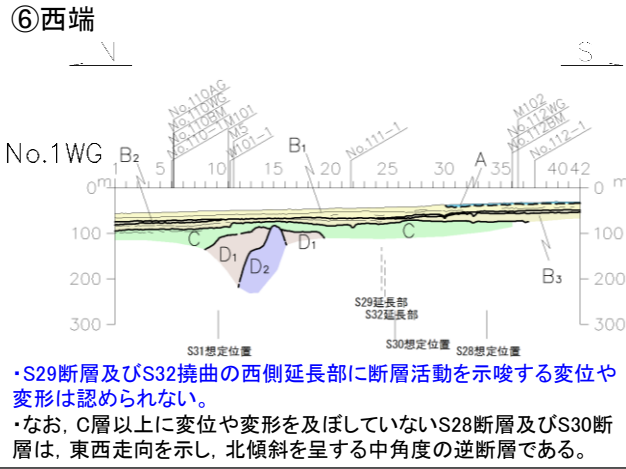 ⑥西端
N
S
No.110AG
No.110WG
No.110BM
No.110-1
M101
M5
W101-1
No.111-1
M102
No.112WG
No.112BM
No.112-1
No.1WG
B2
B1
A
1 5 10 15 20 25 30 35 40 42
0m
0 m
100
100
200
200
300
300
C
D1
D2
D1
C
B3
S29延長部
S32延長部
S31想定位置
S30想定位置
S28想定位置
・S29断層及びS32撓曲の西側延長部に断層活動を示唆する変位や
変形は認められない。
・なお，C層以上に変位や変形を及ぼしていないS28断層及びS30断
層は，東西走向を示し，北傾斜を呈する中角度の逆断層である。